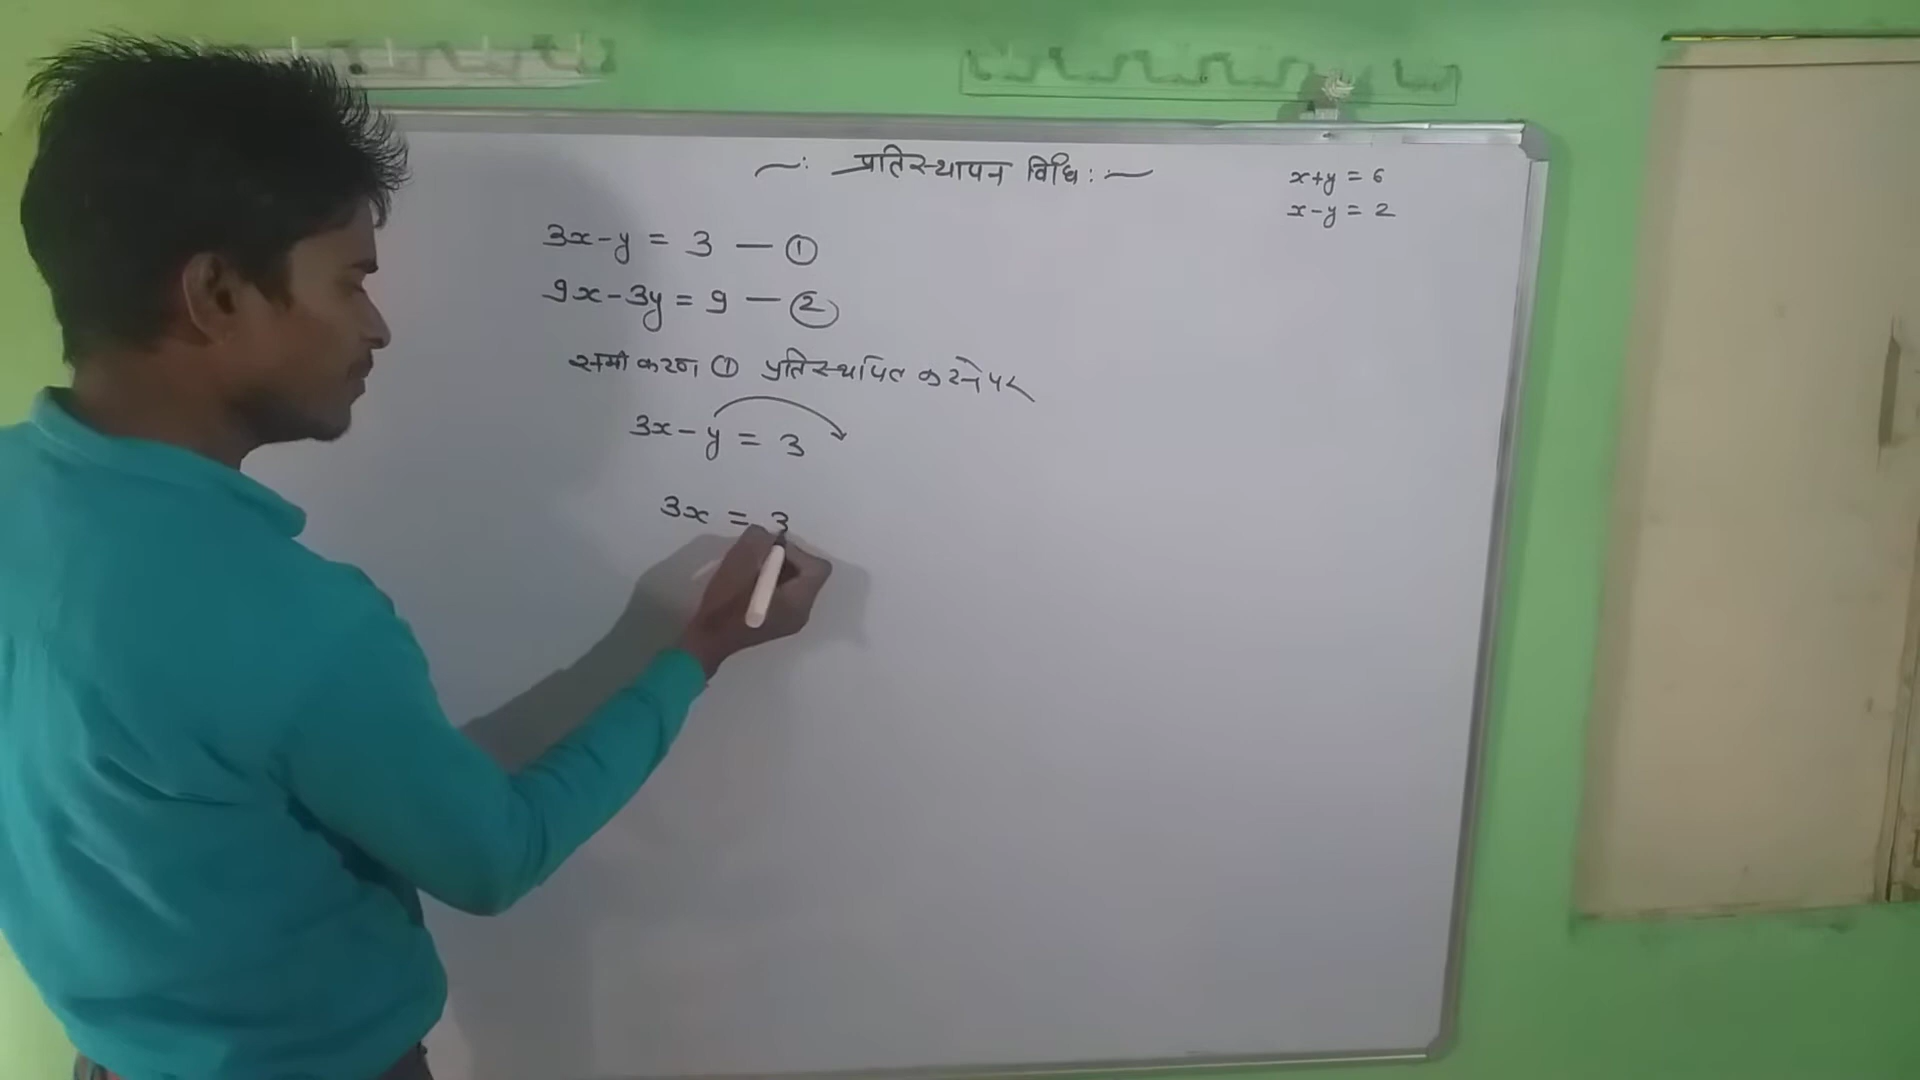 ~: प्रतिस्थापन विधि :~
x+y = 6
x-y = 2
3x-y = 3 — ①
9x-3y = 9 — ②
समीकरण ① प्रतिस्थापित करने पर
3x-y = 3
3x = 3